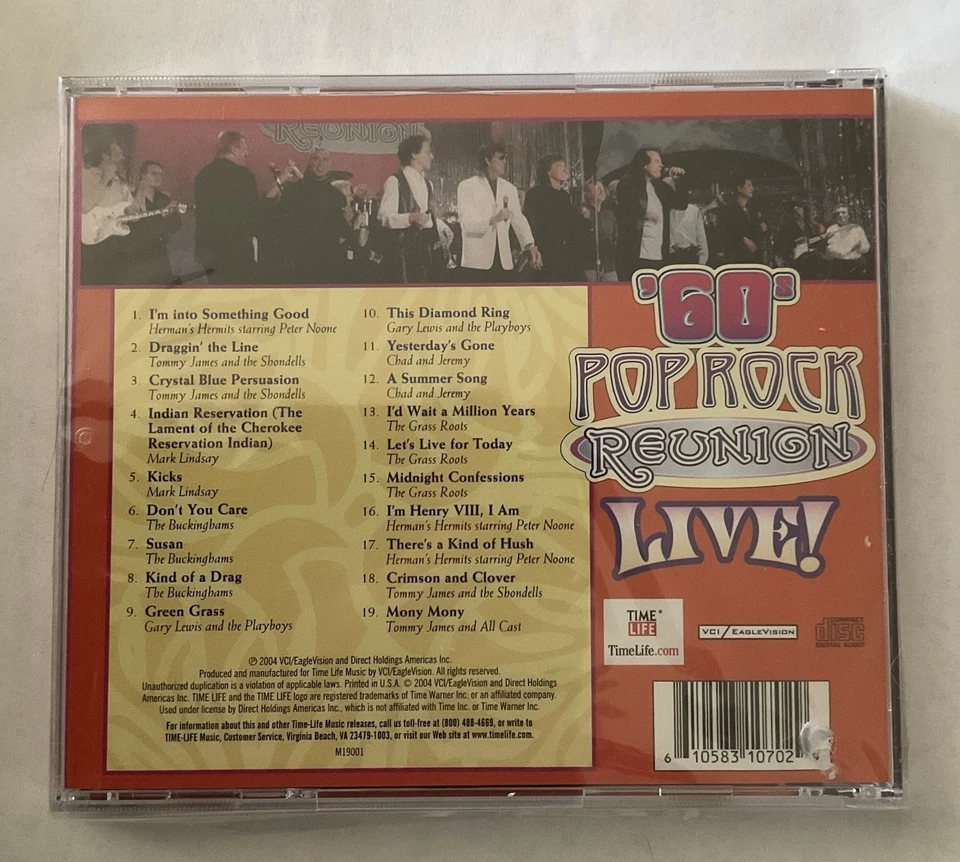 REUNION
1. I'm into Something Good
Herman's Hermits starring Peter Noone
2. Draggin' the Line
Tommy James and the Shondells
3. Crystal Blue Persuasion
Tommy James and the Shondells
4. Indian Reservation (The
Lament of the Cherokee
Reservation Indian)
Mark Lindsay
5. Kicks
Mark Lindsay
6. Don't You Care
The Buckinghams
7. Susan
The Buckinghams
8. Kind of a Drag
The Buckinghams
9. Green Grass
Gary Lewis and the Playboys
10. This Diamond Ring
Gary Lewis and the Playboys
11. Yesterday's Gone
Chad and Jeremy
12. A Summer Song
Chad and Jeremy
13. I'd Wait a Million Years
The Grass Roots
14. Let's Live for Today
The Grass Roots
15. Midnight Confessions
The Grass Roots
16. I'm Henry VIII, I Am
Herman's Hermits starring Peter Noone
17. There's a Kind of Hush
Herman's Hermits starring Peter Noone
18. Crimson and Clover
Tommy James and the Shondells
19. Mony Mony
Tommy James and All Cast
℗ 2004 VCI/EagleVision and Direct Holdings Americas Inc.
Produced and manufactured for Time Life Music by VCI/EagleVision. All rights reserved.
Unauthorized duplication is a violation of applicable laws. Printed in U.S.A. © 2004 VCI/EagleVision and Direct Holdings
Americas Inc. TIME LIFE and the TIME LIFE logo are registered trademarks of Time Warner Inc. or an affiliated company.
Used under license by Direct Holdings Americas Inc., which is not affiliated with Time Inc. or Time Warner Inc.
For information about this and other Time-Life Music releases, call us toll-free at (800) 488-4669, or write to
TIME-LIFE Music, Customer Service, Virginia Beach, VA 23479-1003, or visit our Web site at www.timelife.com.
M19001
'60s
POP ROCK
REUNION
LIVE!
TIME®
LIFE
TimeLife.com
VCI / EAGLEVISION
COMPACT
disc
DIGITAL AUDIO
6 10583 10702